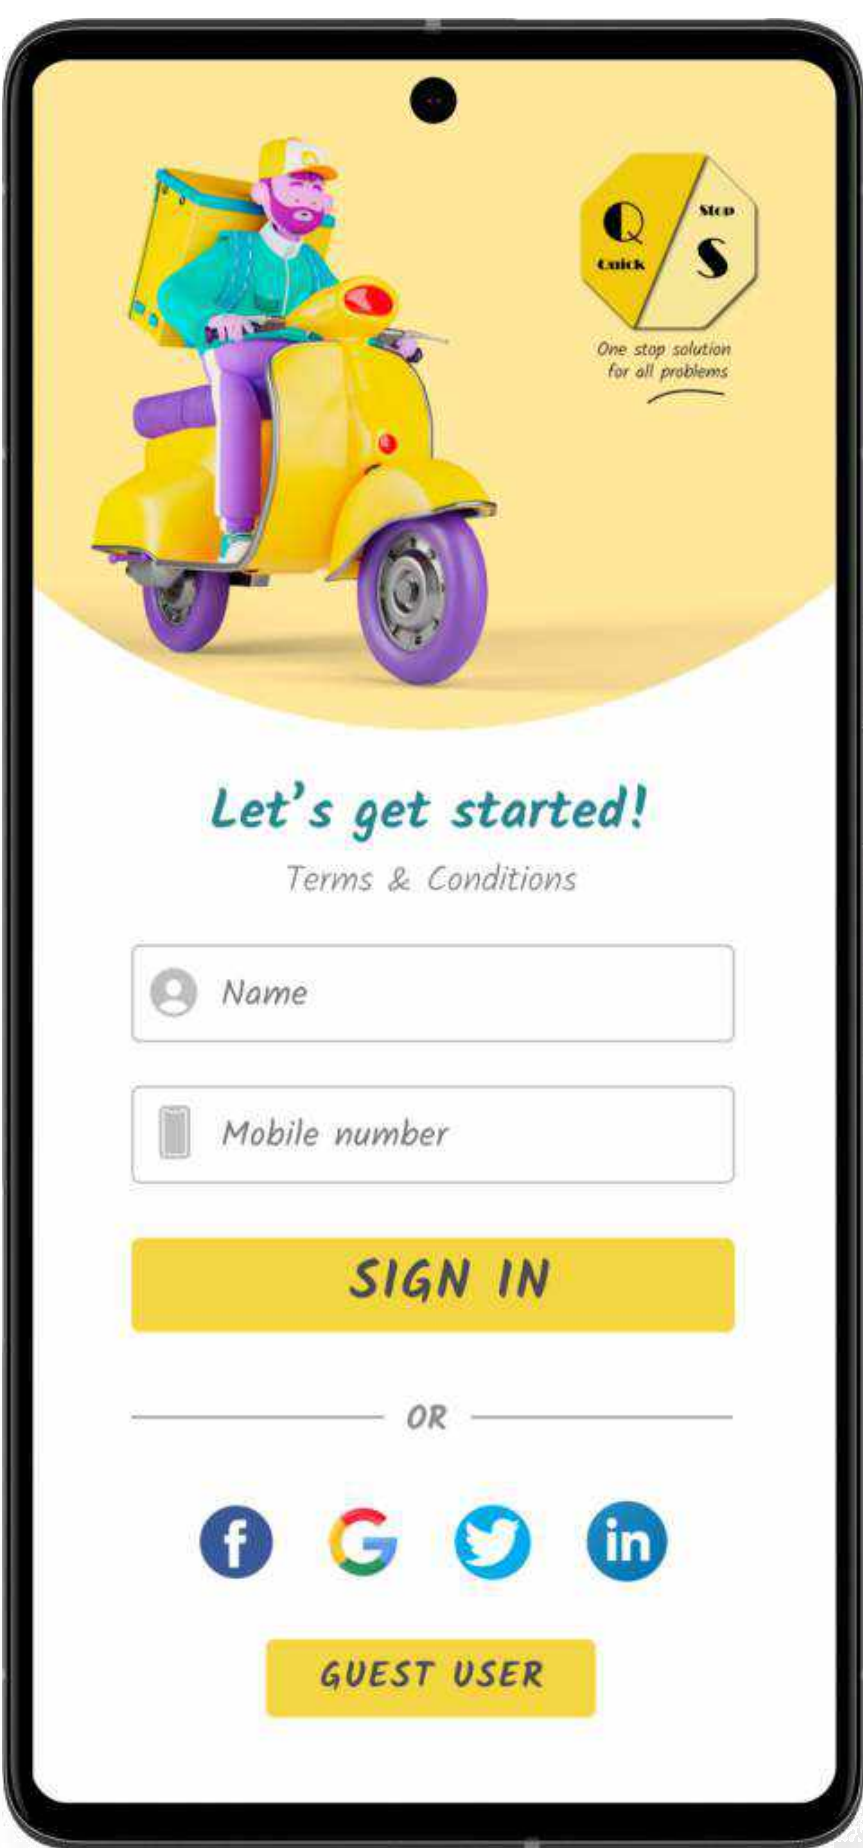 Q
Quick
Stop
S
One stop solution
for all problems
Let's get started!
Terms & Conditions
Name
Mobile number
SIGN IN
OR
f
G
in
GUEST USER